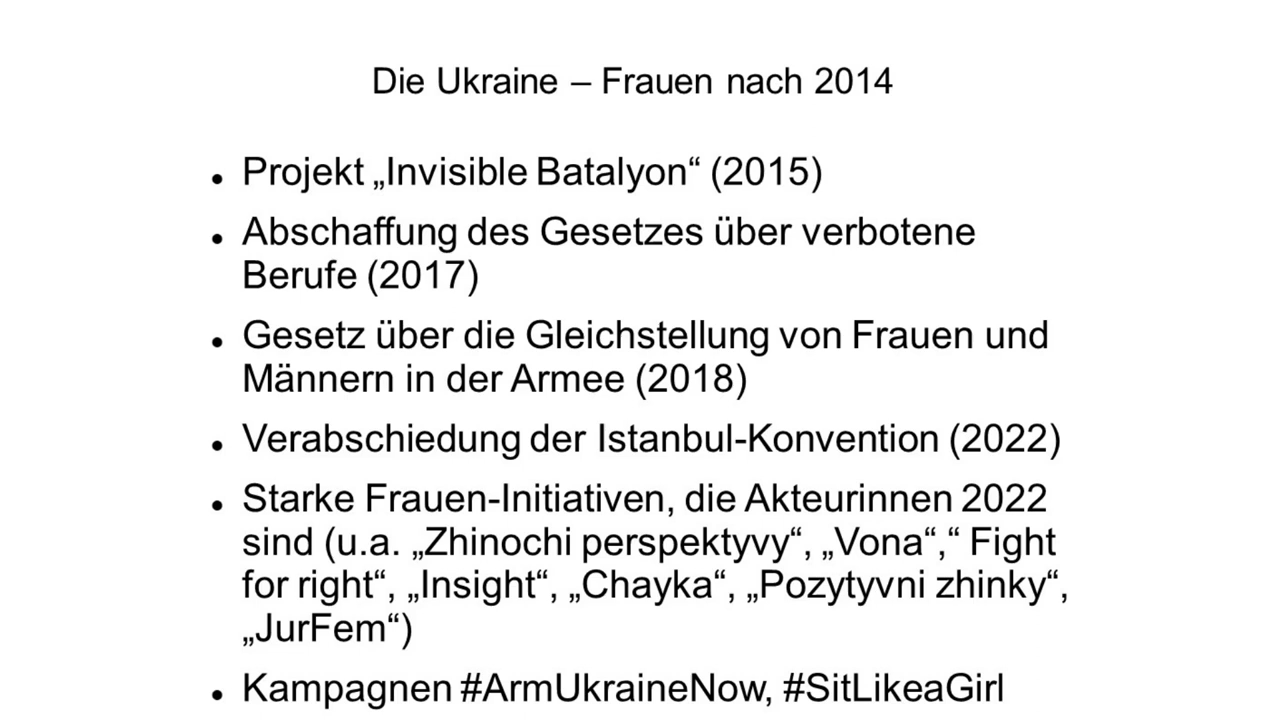 Die Ukraine – Frauen nach 2014
● Projekt „Invisible Batalyon“ (2015)
● Abschaffung des Gesetzes über verbotene
Berufe (2017)
● Gesetz über die Gleichstellung von Frauen und
Männern in der Armee (2018)
● Verabschiedung der Istanbul-Konvention (2022)
● Starke Frauen-Initiativen, die Akteurinnen 2022
sind (u.a. „Zhinochi perspektyvy“, „Vona“,“ Fight
for right“, „Insight“, „Chayka“, „Pozytyvni zhinky“,
„JurFem“)
● Kampagnen #ArmUkraineNow, #SitLikeaGirl